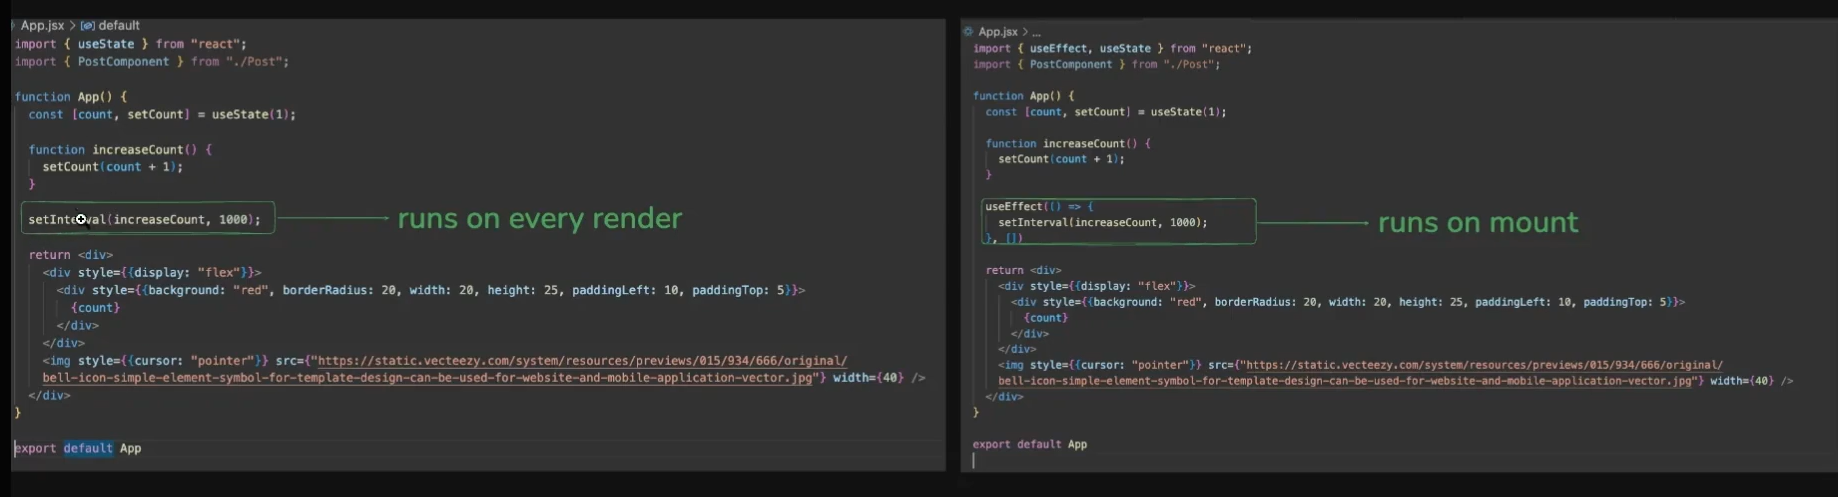 App.jsx > default
import { useState } from "react";
import { PostComponent } from "./Post";
function App() {
const [count, setCount] = useState(1);
function increaseCount() {
setCount(count + 1);
}
setInterval(increaseCount, 1000);
runs on every render
return <div>
<div style={{display: "flex"}}>
<div style={{background: "red", borderRadius: 20, width: 20, height: 25, paddingLeft: 10, paddingTop: 5}}>
{count}
</div>
</div>
<img style={{cursor: "pointer"}} src={"https://static.vecteezy.com/system/resources/previews/015/934/666/original/
bell-icon-simple-element-symbol-for-template-design-can-be-used-for-website-and-mobile-application-vector.jpg"} width={40} />
</div>
}
export default App
App.jsx > ...
import { useEffect, useState } from "react";
import { PostComponent } from "./Post";
function App() {
const [count, setCount] = useState(1);
function increaseCount() {
setCount(count + 1);
}
useEffect(() => {
setInterval(increaseCount, 1000);
}, [])
runs on mount
return <div>
<div style={{display: "flex"}}>
<div style={{background: "red", borderRadius: 20, width: 20, height: 25, paddingLeft: 10, paddingTop: 5}}>
{count}
</div>
</div>
<img style={{cursor: "pointer"}} src={"https://static.vecteezy.com/system/resources/previews/015/934/666/original/
bell-icon-simple-element-symbol-for-template-design-can-be-used-for-website-and-mobile-application-vector.jpg"} width={40} />
</div>
}
export default App